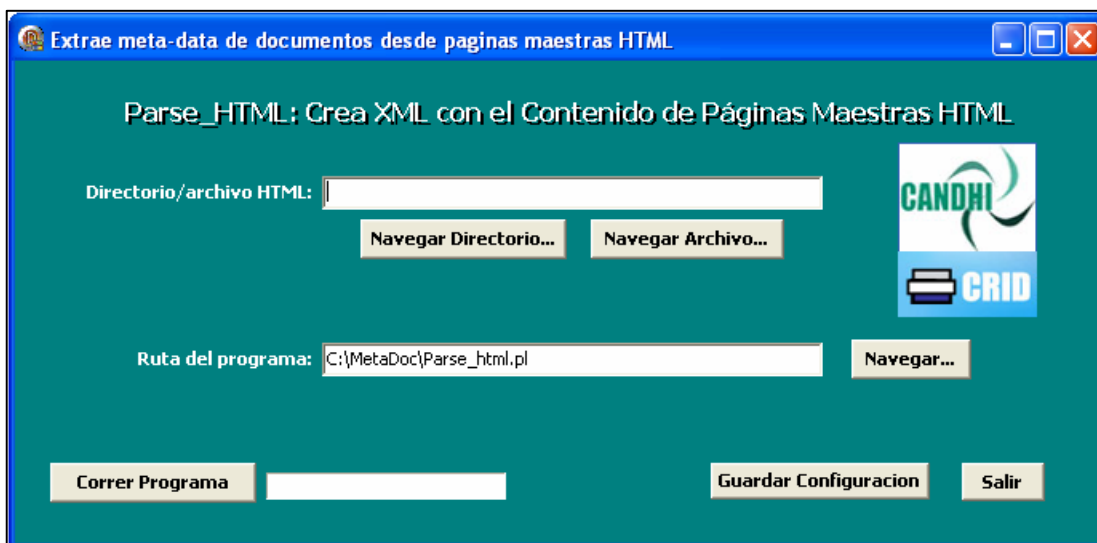 Extrae meta-data de documentos desde paginas maestras HTML
Parse_HTML: Crea XML con el Contenido de Páginas Maestras HTML
CANDHI
Directorio/archivo HTML:
Navegar Directorio... Navegar Archivo...
CRID
Ruta del programa: C:\MetaDoc\Parse_html.pl Navegar...
Correr Programa Guardar Configuracion Salir